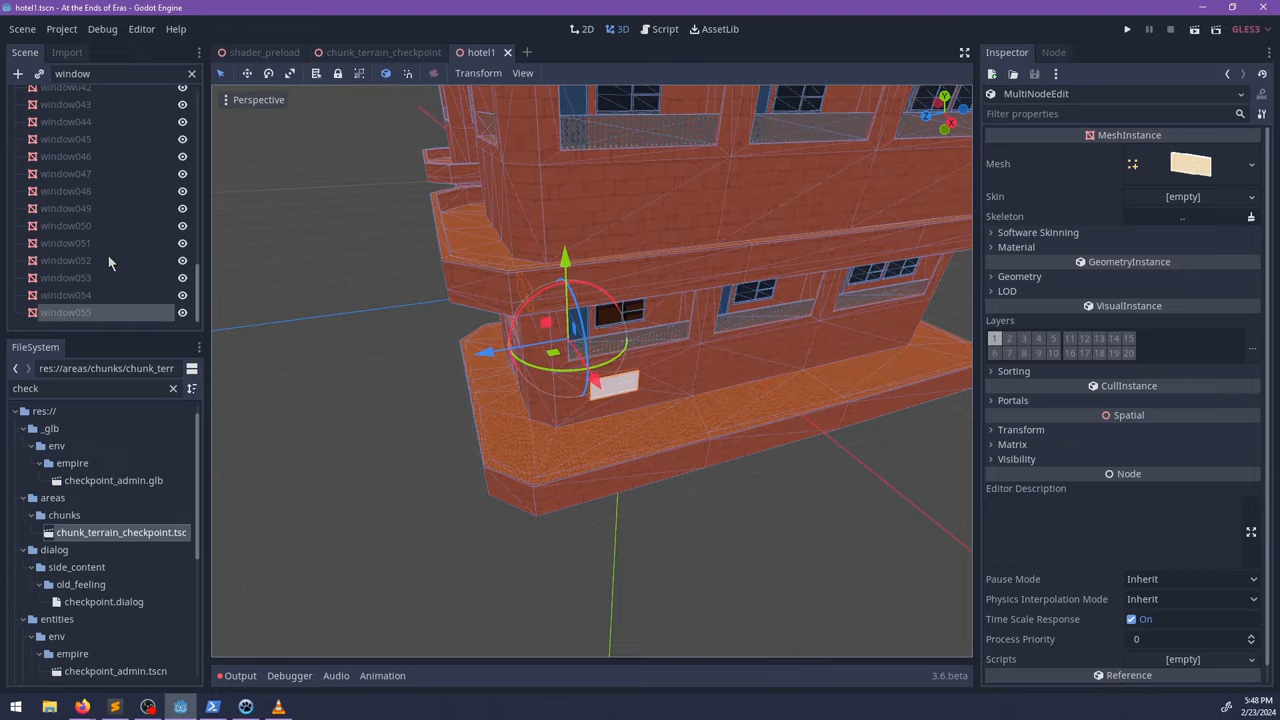 hotel1.tscn - At the Ends of Eras - Godot Engine
Scene Project Debug Editor Help
2D 3D Script AssetLib
GLES3
Scene Import
shader_preload chunk_terrain_checkpoint hotel1
Inspector Node
window
Transform View
MultiNodeEdit
Perspective
Filter properties
window042
window043
window044
window045
window046
window047
window048
window049
window050
window051
window052
window053
window054
window055
Y
Z
MeshInstance
Mesh
Skin [empty]
Skeleton ..
Software Skinning
Material
GeometryInstance
Geometry
LOD
VisualInstance
Layers
1 2 3 4 5 11 12 13 14 15
6 7 8 9 10 16 17 18 19 20
...
Sorting
CullInstance
Portals
Spatial
Transform
Matrix
Visibility
Node
Editor Description
Pause Mode Inherit
Physics Interpolation Mode Inherit
Time Scale Response On
Process Priority 0
Scripts [empty]
Reference
FileSystem
res://areas/chunks/chunk_terr
check
res://
_glb
env
empire
checkpoint_admin.glb
areas
chunks
chunk_terrain_checkpoint.tsc
dialog
side_content
old_feeling
checkpoint.dialog
entities
env
empire
checkpoint_admin.tscn
Output Debugger Audio Animation
3.6.beta
5:48 PM
2/23/2024